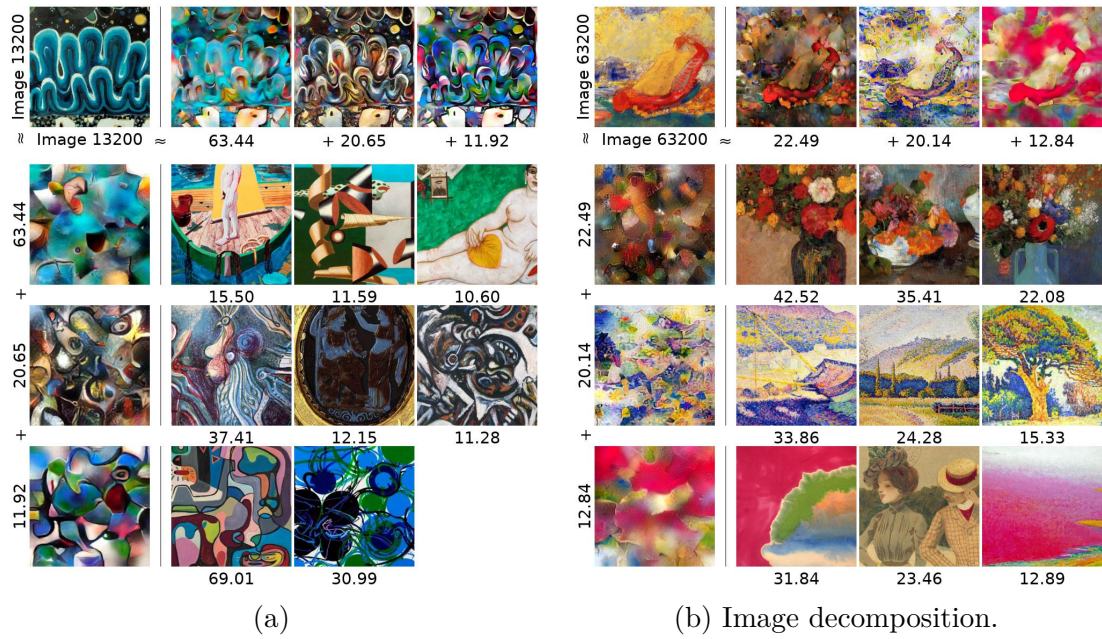 ≈ Image 13200
Image 13200 ≈ 63.44 + 20.65 + 11.92
63.44
15.50 11.59 10.60
+
20.65
37.41 12.15 11.28
+
11.92
69.01 30.99
(a)
≈ Image 63200
Image 63200 ≈ 22.49 + 20.14 + 12.84
22.49
42.52 35.41 22.08
+
20.14
33.86 24.28 15.33
+
12.84
31.84 23.46 12.89
(b) Image decomposition.